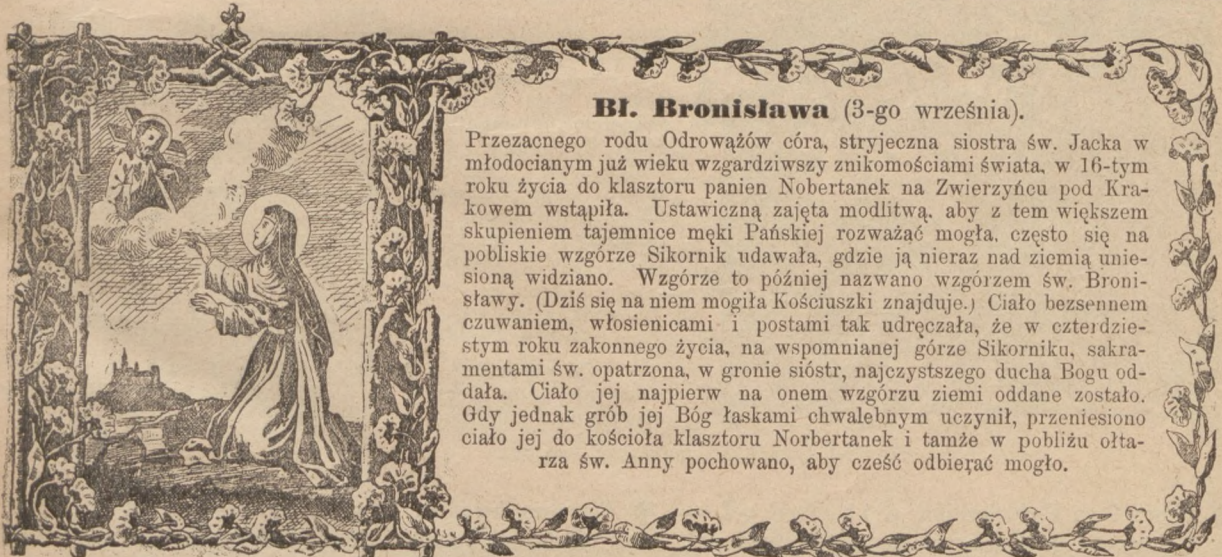 Bł. Bronisława (3-go września).
Przezacnego rodu Odrowążów córa, stryjeczna siostra św. Jacka w
młodocianym już wieku wzgardziwszy znikomościami świata, w 16-tym
roku życia do klasztoru panien Nobertanek na Zwierzyńcu pod Kra-
kowem wstąpiła. Ustawiczną zajęta modlitwą. aby z tem większem
skupieniem tajemnice męki Pańskiej rozważąć mogła. często się na
pobliskie wzgórze Sikornik udawała, gdzie ją nieraz nad ziemią unie-
sioną widziano. Wzgórze to później nazwano wzgórzem św. Broni-
sławy. (Dziś się na niem mogiła Kościuszki znajduje.) Ciało bezsennem
czuwaniem, włosienicami i postami tak udręczała, że w czterdzie-
stym roku zakonnego życia, na wspomnianej górze Sikorniku, sakra-
mentami św. opatrzona, w gronie sióstr, najczystszego ducha Bogu od-
dała. Ciało jej najpierw na onem wzgórzu ziemi oddane zostało.
Gdy jednak grób jej Bóg łaskami chwalebnym uczynił, przeniesiono
ciało jej do kościoła klasztoru Norbertanek i tamże w pobliżu ołta-
rza św. Anny pochowano, aby cześć odbierać mogło.